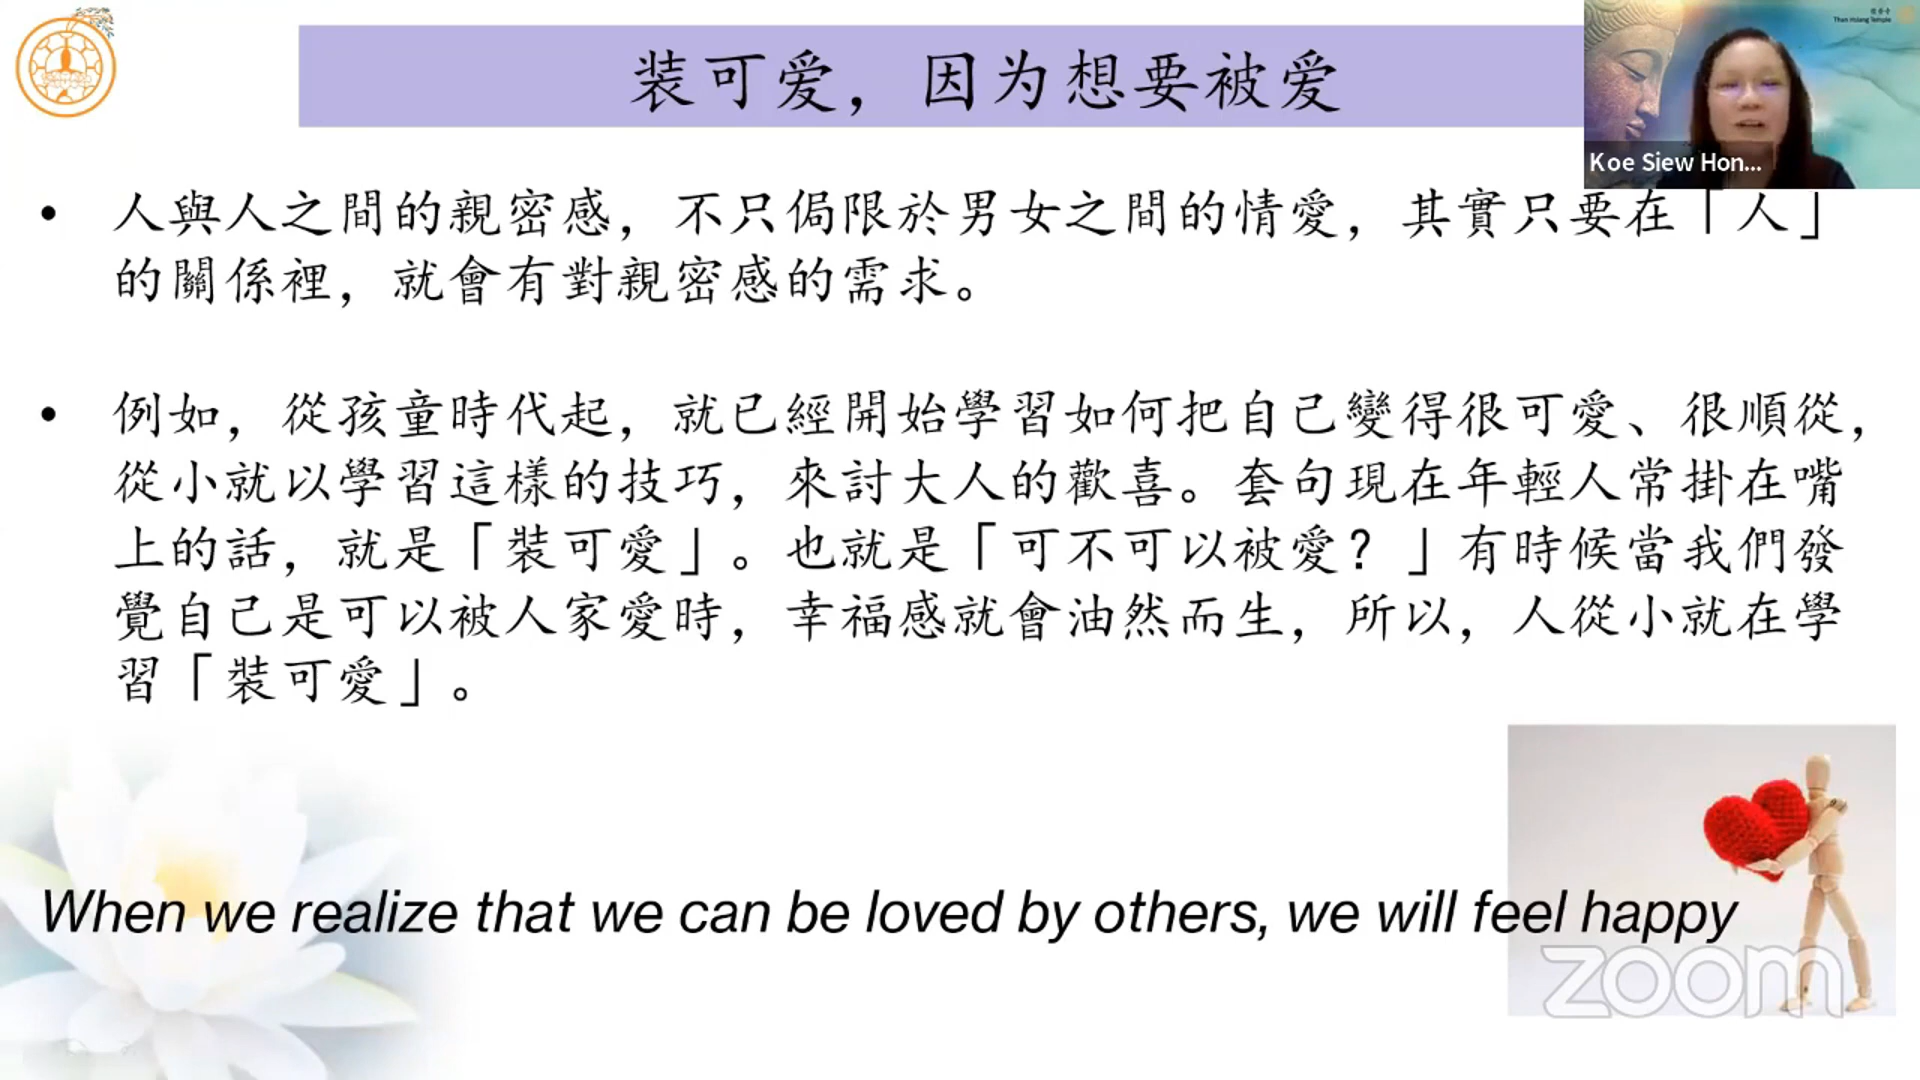 装可爱，因为想要被爱
Than Hsiang Temple
Koe Siew Hon...
• 人與人之間的親密感，不只侷限於男女之間的情愛，其實只要在「人」
的關係裡，就會有對親密感的需求。
• 例如，從孩童時代起，就已經開始學習如何把自己變得很可愛、很順從，
從小就以學習這樣的技巧，來討大人的歡喜。套句現在年輕人常掛在嘴
上的話，就是「裝可愛」。也就是「可不可以被愛？」有時候當我們發
覺自己是可以被人家愛時，幸福感就會油然而生，所以，人從小就在學
習「裝可愛」。
When we realize that we can be loved by others, we will feel happy
zoom